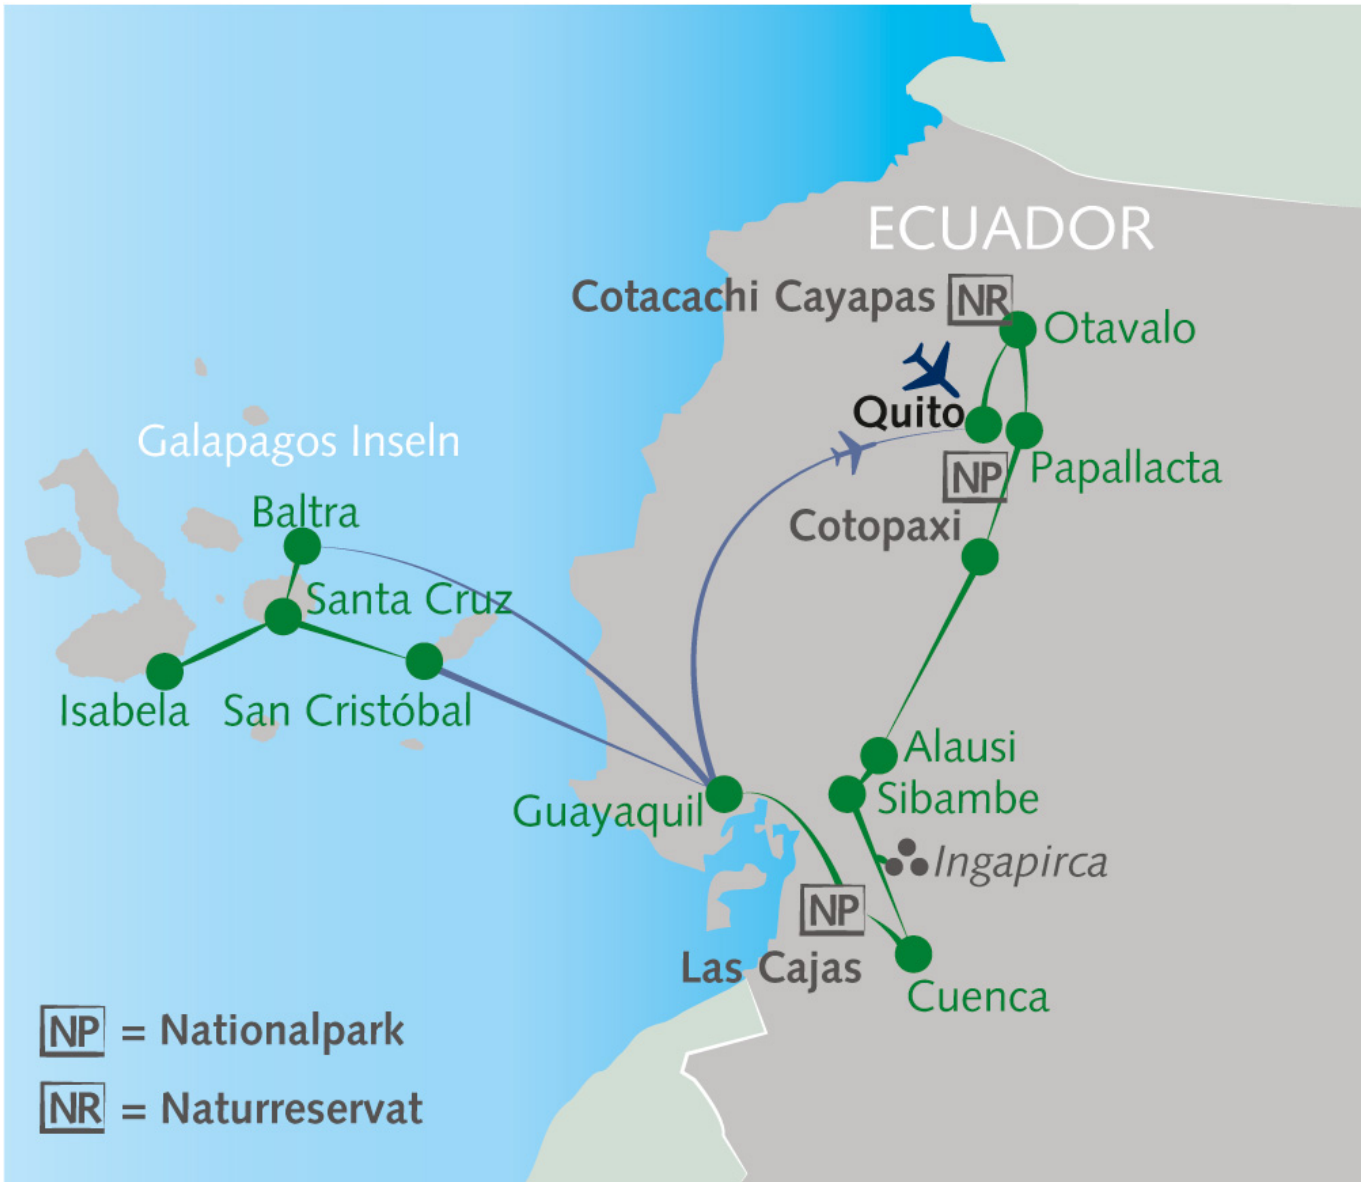 ECUADOR
Cotacachi Cayapas NR
Otavalo
Quito
Galapagos Inseln
NP Papallacta
Cotopaxi
Baltra
Santa Cruz
Isabela
San Cristóbal
Alausi
Guayaquil
Sibambe
Ingapirca
NP
Las Cajas
Cuenca
NP = Nationalpark
NR = Naturreservat